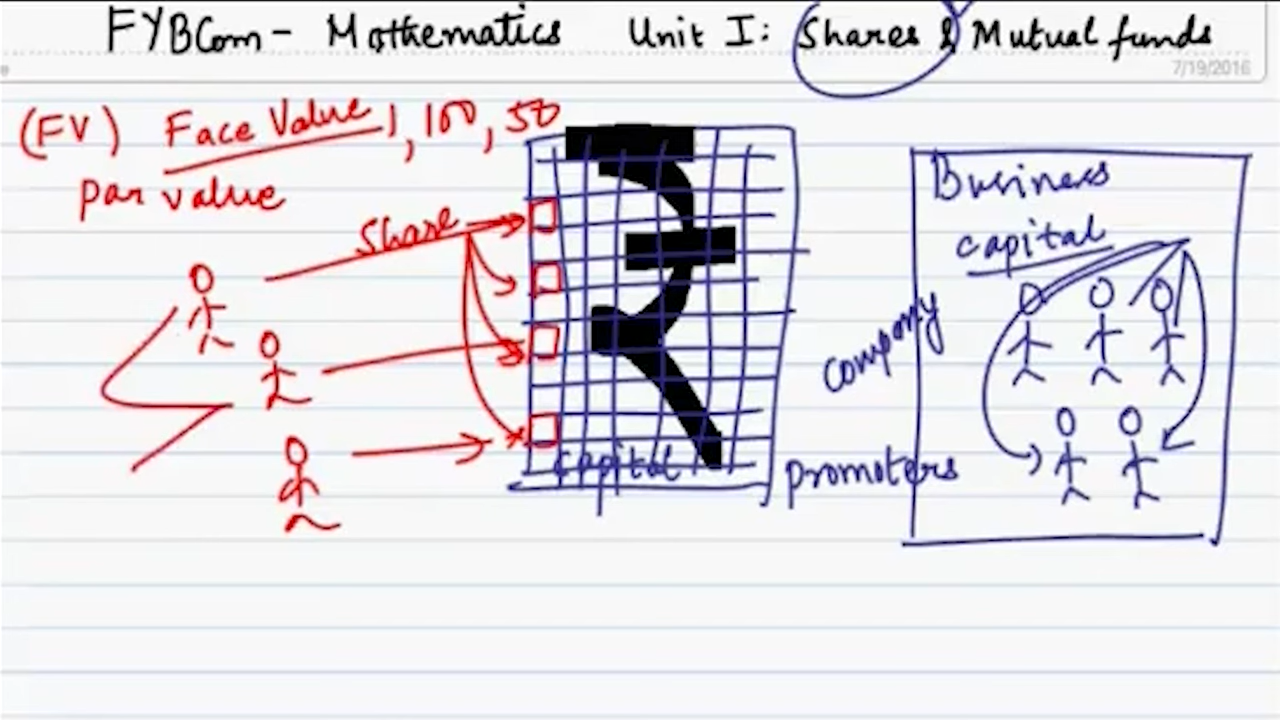 FYBCom - Mathematics Unit I: Shares & Mutual funds
7/19/2016
(FV) Face Value 1, 100, 50
par value
Share
₹
capital
Business
capital
company
promoters